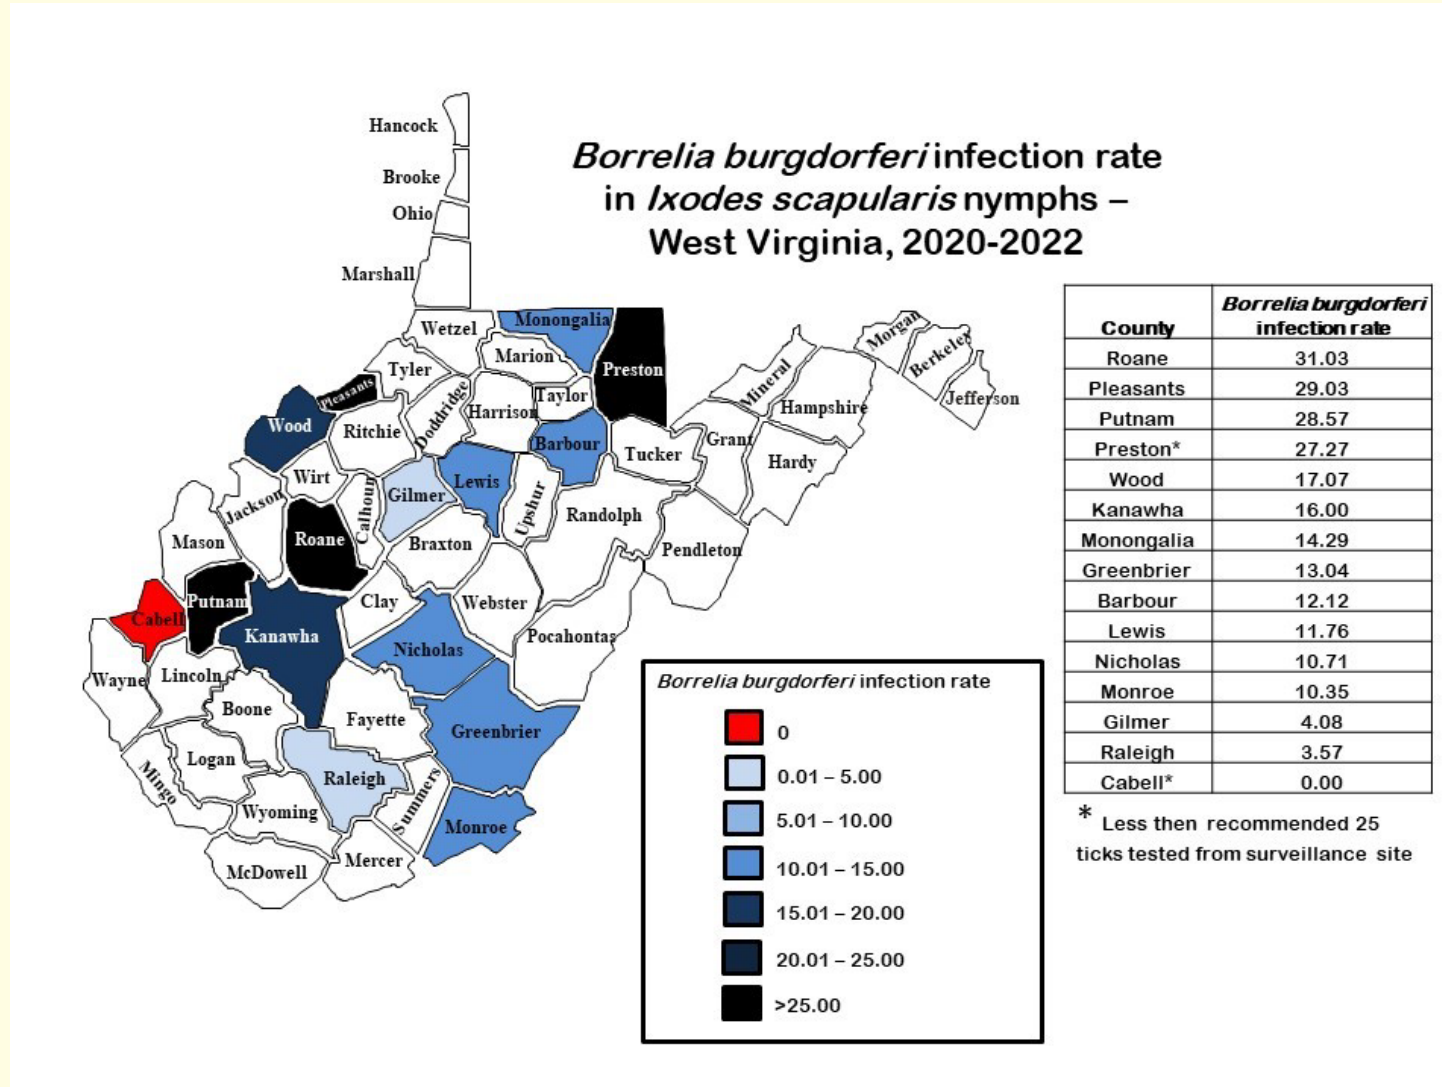 Borrelia burgdorferi infection rate
in Ixodes scapularis nymphs –
West Virginia, 2020-2022
Hancock
Brooke
Ohio
Marshall
Wetzel
Monongalia
Marion
Preston
Tyler
Pleasants
Doddridge
Harrison
Taylor
Wood
Ritchie
Barbour
Tucker
Grant
Mineral
Hampshire
Morgan
Berkeley
Jefferson
Hardy
Wirt
Jackson
Calhoun
Gilmer
Lewis
Upshur
Randolph
Mason
Roane
Braxton
Pendleton
Cabell
Putnam
Kanawha
Clay
Webster
Pocahontas
Nicholas
Wayne
Lincoln
Boone
Fayette
Greenbrier
Logan
Mingo
Raleigh
Summers
Wyoming
Monroe
McDowell
Mercer
Borrelia burgdorferi infection rate
0
0.01 – 5.00
5.01 – 10.00
10.01 – 15.00
15.01 – 20.00
20.01 – 25.00
>25.00
County Borrelia burgdorferi infection rate
Roane 31.03
Pleasants 29.03
Putnam 28.57
Preston* 27.27
Wood 17.07
Kanawha 16.00
Monongalia 14.29
Greenbrier 13.04
Barbour 12.12
Lewis 11.76
Nicholas 10.71
Monroe 10.35
Gilmer 4.08
Raleigh 3.57
Cabell* 0.00
* Less then recommended 25
ticks tested from surveillance site